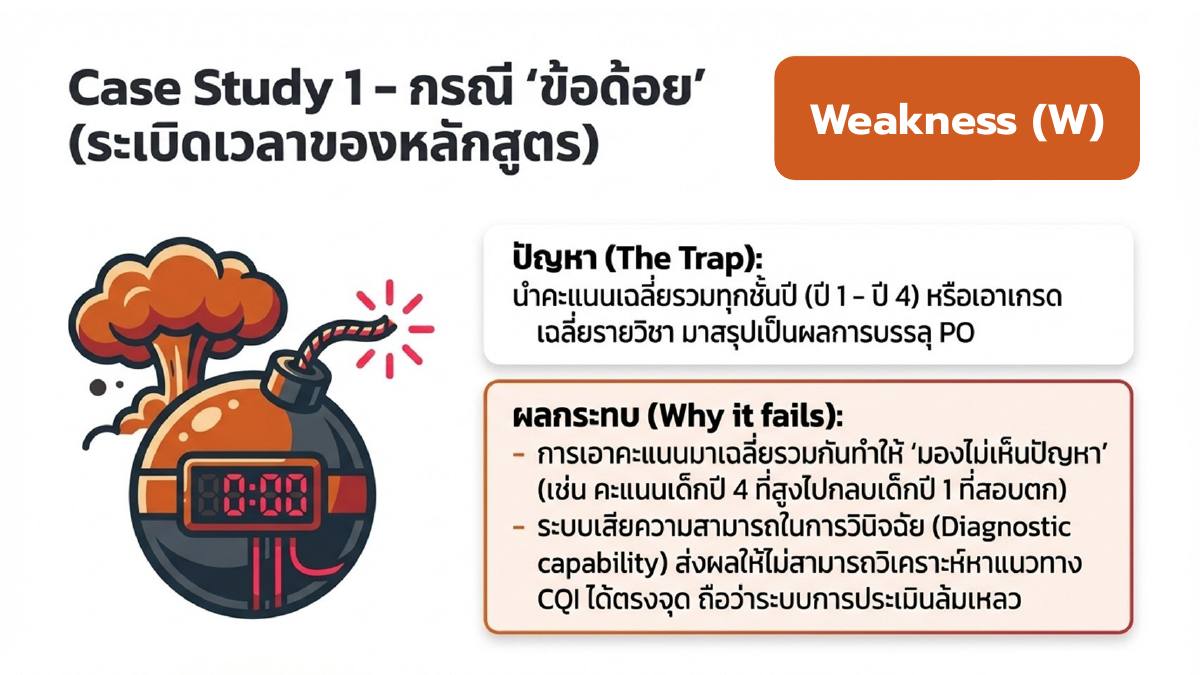 Case Study 1 – กรณี ‘ข้อด้อย’
(ระเบิดเวลาของหลักสูตร)
Weakness (W)
ปัญหา (The Trap):
นำคะแนนเฉลี่ยรวมทุกชั้นปี (ปี 1 – ปี 4) หรือเอาเกรด
เฉลี่ยรายวิชา มาสรุปเป็นผลการบรรลุ PO
0:00
ผลกระทบ (Why it fails):
– การเอาคะแนนมาเฉลี่ยรวมกันทำให้ ‘มองไม่เห็นปัญหา’
(เช่น คะแนนเด็กปี 4 ที่สูงไปกลบเด็กปี 1 ที่สอบตก)
– ระบบเสียความสามารถในการวินิจฉัย (Diagnostic
capability) ส่งผลให้ไม่สามารถวิเคราะห์หาแนวทาง
CQI ได้ตรงจุด ถือว่าระบบการประเมินล้มเหลว